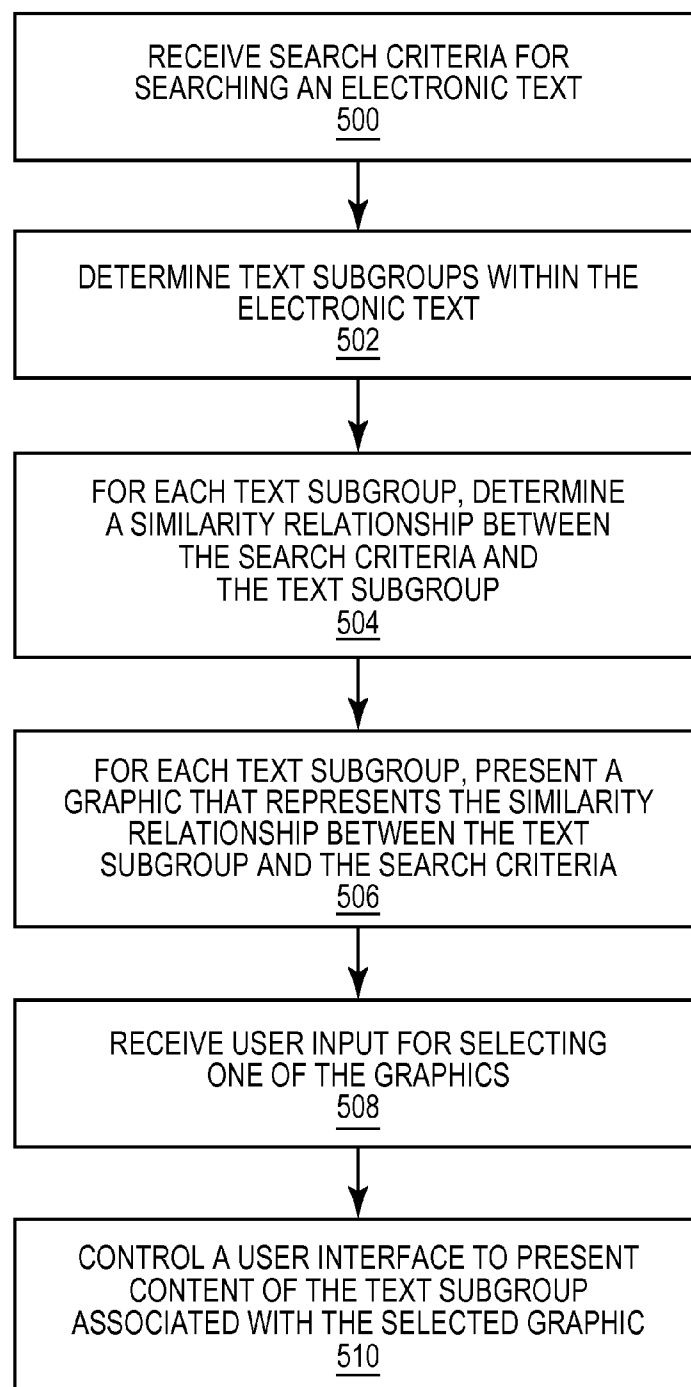 RECEIVE SEARCH CRITERIA FOR
SEARCHING AN ELECTRONIC TEXT
500
DETERMINE TEXT SUBGROUPS WITHIN THE
ELECTRONIC TEXT
502
FOR EACH TEXT SUBGROUP, DETERMINE
A SIMILARITY RELATIONSHIP BETWEEN
THE SEARCH CRITERIA AND
THE TEXT SUBGROUP
504
FOR EACH TEXT SUBGROUP, PRESENT A
GRAPHIC THAT REPRESENTS THE SIMILARITY
RELATIONSHIP BETWEEN THE TEXT
SUBGROUP AND THE SEARCH CRITERIA
506
RECEIVE USER INPUT FOR SELECTING
ONE OF THE GRAPHICS
508
CONTROL A USER INTERFACE TO PRESENT
CONTENT OF THE TEXT SUBGROUP
ASSOCIATED WITH THE SELECTED GRAPHIC
510